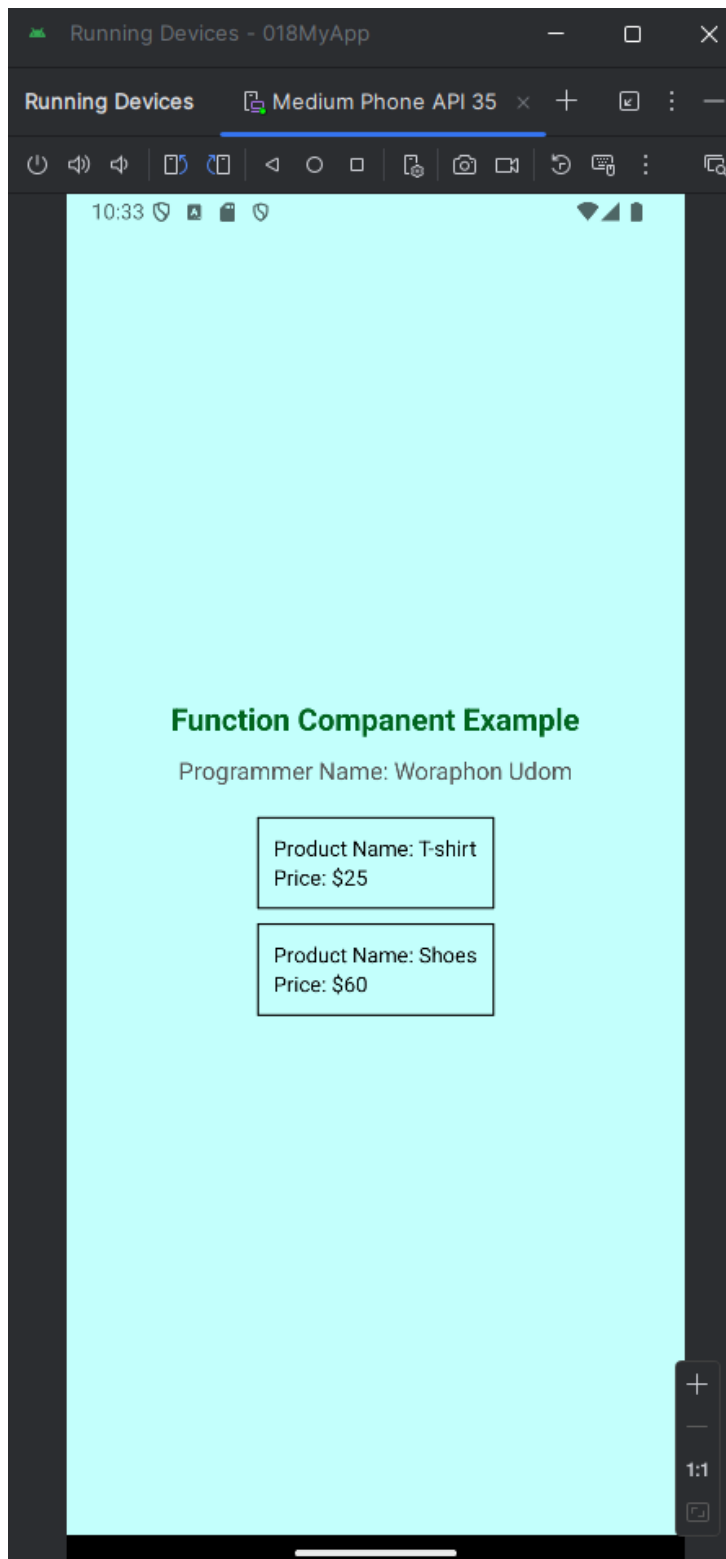 Running Devices - 018MyApp
Running Devices
Medium Phone API 35
10:33
Function Companent Example
Programmer Name: Woraphon Udom
Product Name: T-shirt
Price: $25
Product Name: Shoes
Price: $60
1:1